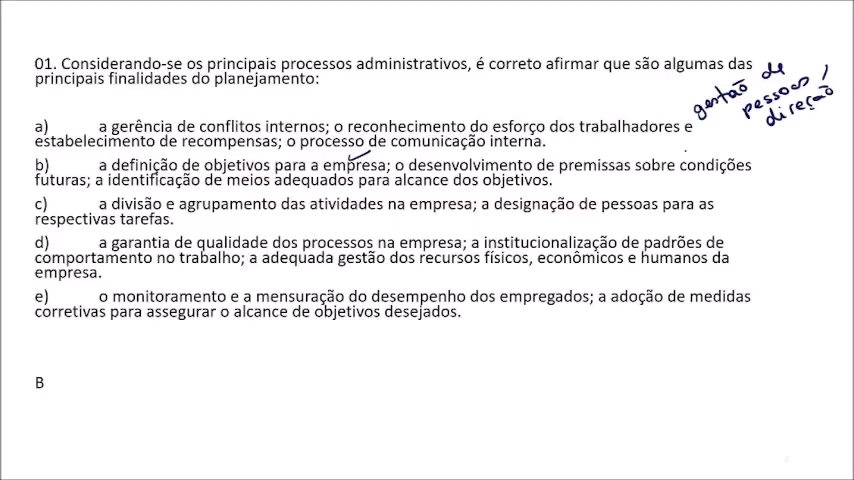 01. Considerando-se os principais processos administrativos, é correto afirmar que são algumas das
principais finalidades do planejamento:
gestão de
pessoas /
direção
a) a gerência de conflitos internos; o reconhecimento do esforço dos trabalhadores e
estabelecimento de recompensas; o processo de comunicação interna.
b) a definição de objetivos para a empresa; o desenvolvimento de premissas sobre condições
futuras; a identificação de meios adequados para alcance dos objetivos.
c) a divisão e agrupamento das atividades na empresa; a designação de pessoas para as
respectivas tarefas.
d) a garantia de qualidade dos processos na empresa; a institucionalização de padrões de
comportamento no trabalho; a adequada gestão dos recursos físicos, econômicos e humanos da
empresa.
e) o monitoramento e a mensuração do desempenho dos empregados; a adoção de medidas
corretivas para assegurar o alcance de objetivos desejados.
B